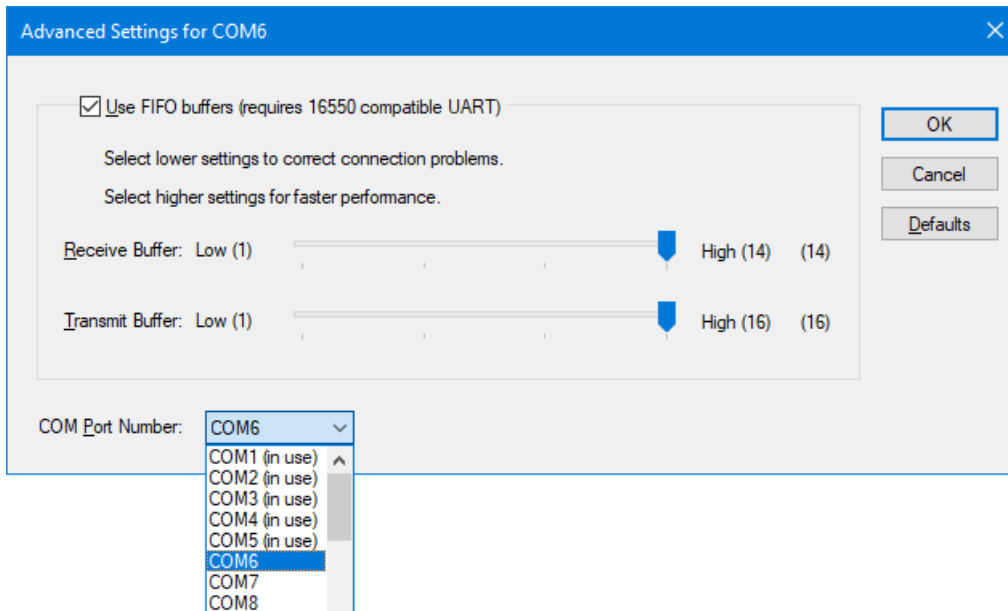 Advanced Settings for COM6
Use FIFO buffers (requires 16550 compatible UART)
OK
Select lower settings to correct connection problems.
Cancel
Select higher settings for faster performance.
Defaults
Receive Buffer: Low (1) High (14) (14)
Transmit Buffer: Low (1) High (16) (16)
COM Port Number: COM6
COM1 (in use)
COM2 (in use)
COM3 (in use)
COM4 (in use)
COM5 (in use)
COM6
COM7
COM8